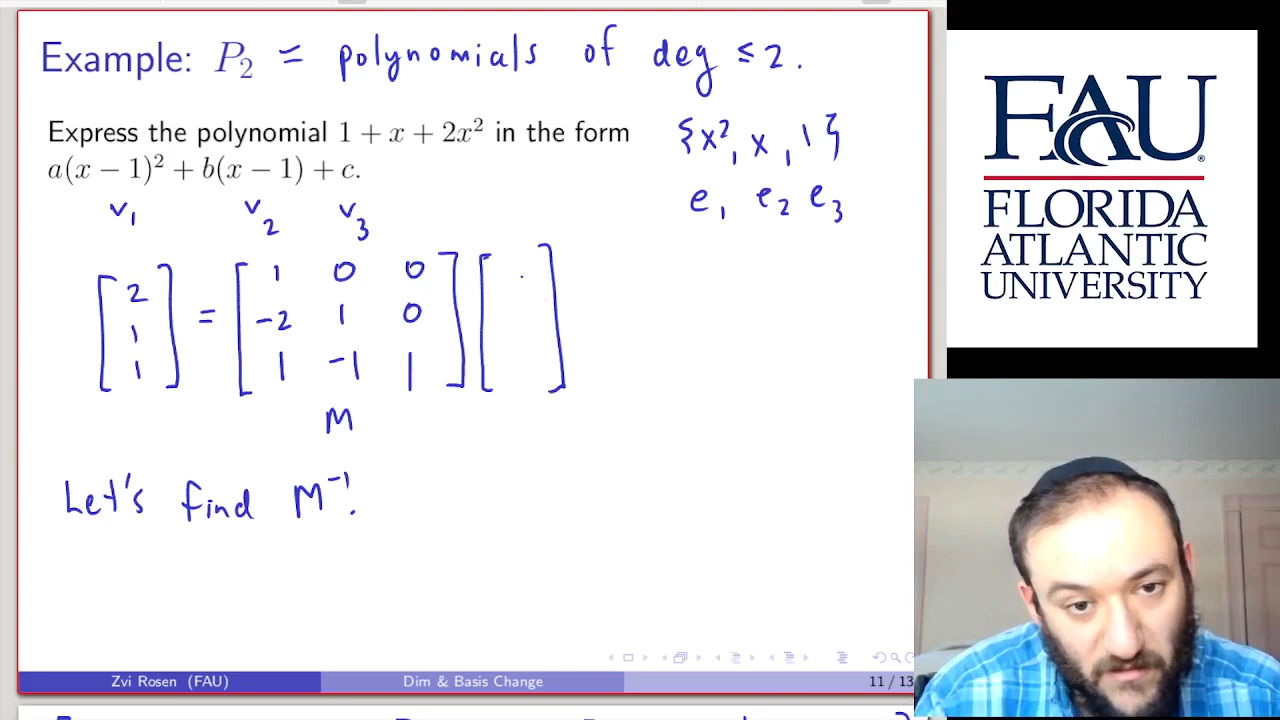 Example: P₂ = polynomials of deg ≤ 2.
Express the polynomial 1 + x + 2x² in the form
a(x − 1)² + b(x − 1) + c.
{x², x, 1}
e₁ e₂ e₃
v₁ v₂ v₃
[2 1 1] = [1 0 0
-2 1 0
1 -1 1] [ ]
M
Let's find M⁻¹.
Zvi Rosen (FAU) Dim & Basis Change 11 / 13
FAU
FLORIDA
ATLANTIC
UNIVERSITY